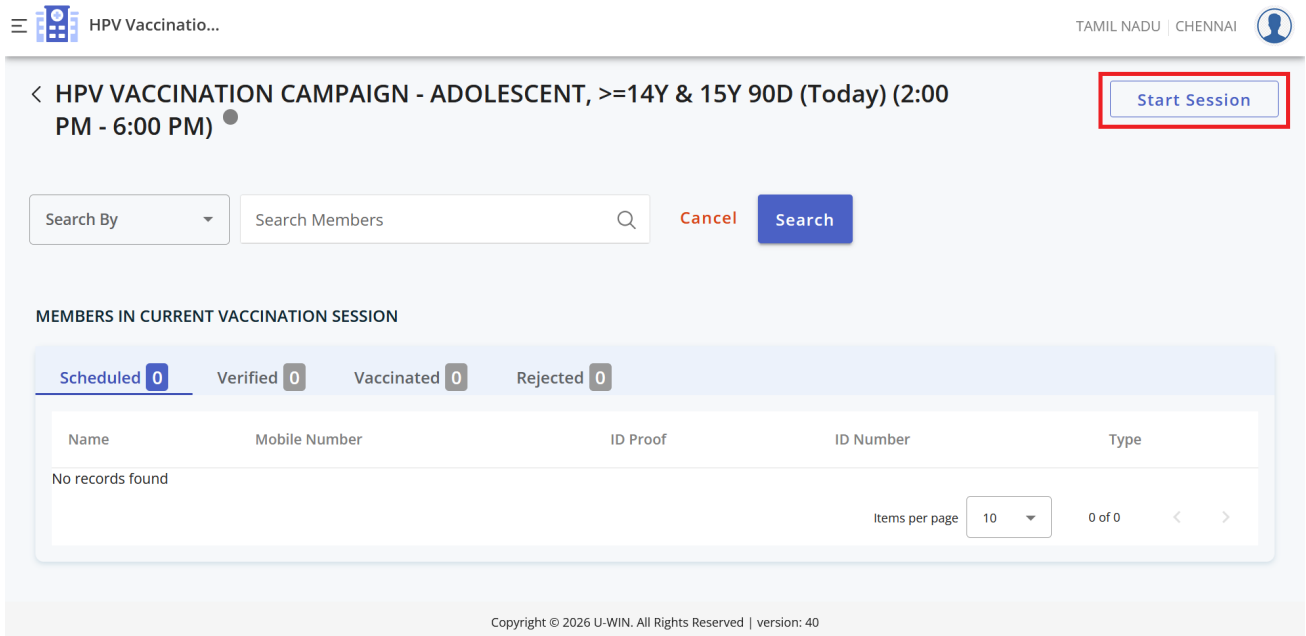 HPV Vaccinatio...
TAMIL NADU | CHENNAI
HPV VACCINATION CAMPAIGN - ADOLESCENT, >=14Y & 15Y 90D (Today) (2:00
PM - 6:00 PM)
Start Session
Search By
Search Members
Cancel
Search
MEMBERS IN CURRENT VACCINATION SESSION
Scheduled 0 Verified 0 Vaccinated 0 Rejected 0
Name Mobile Number ID Proof ID Number Type
No records found
Items per page 10 0 of 0
Copyright © 2026 U-WIN. All Rights Reserved | version: 40